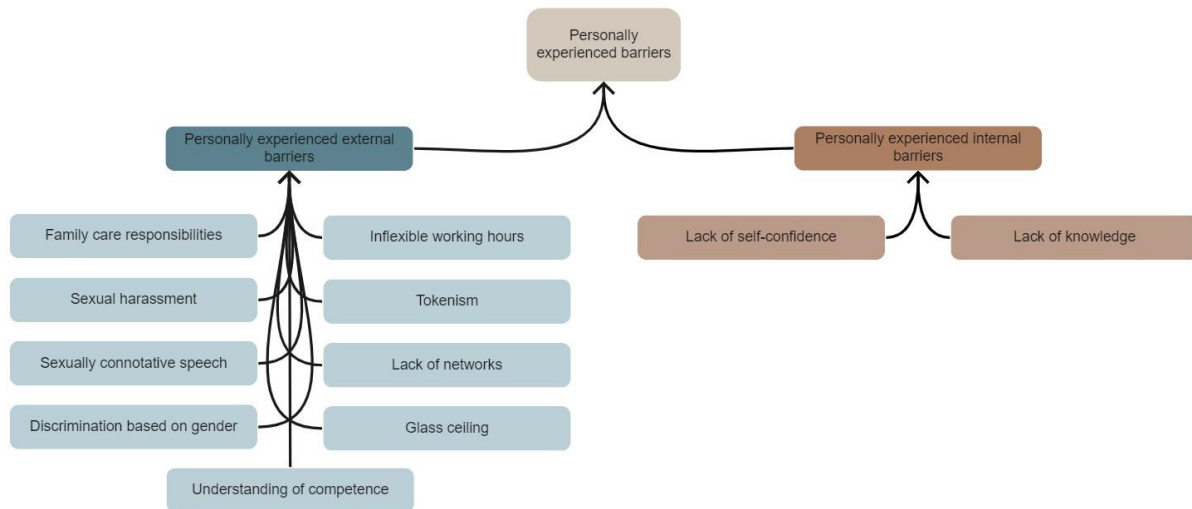 Personally
experienced barriers
Personally experienced external
barriers
Personally experienced internal
barriers
Family care responsibilities
Inflexible working hours
Lack of self-confidence
Lack of knowledge
Sexual harassment
Tokenism
Sexually connotative speech
Lack of networks
Discrimination based on gender
Glass ceiling
Understanding of competence